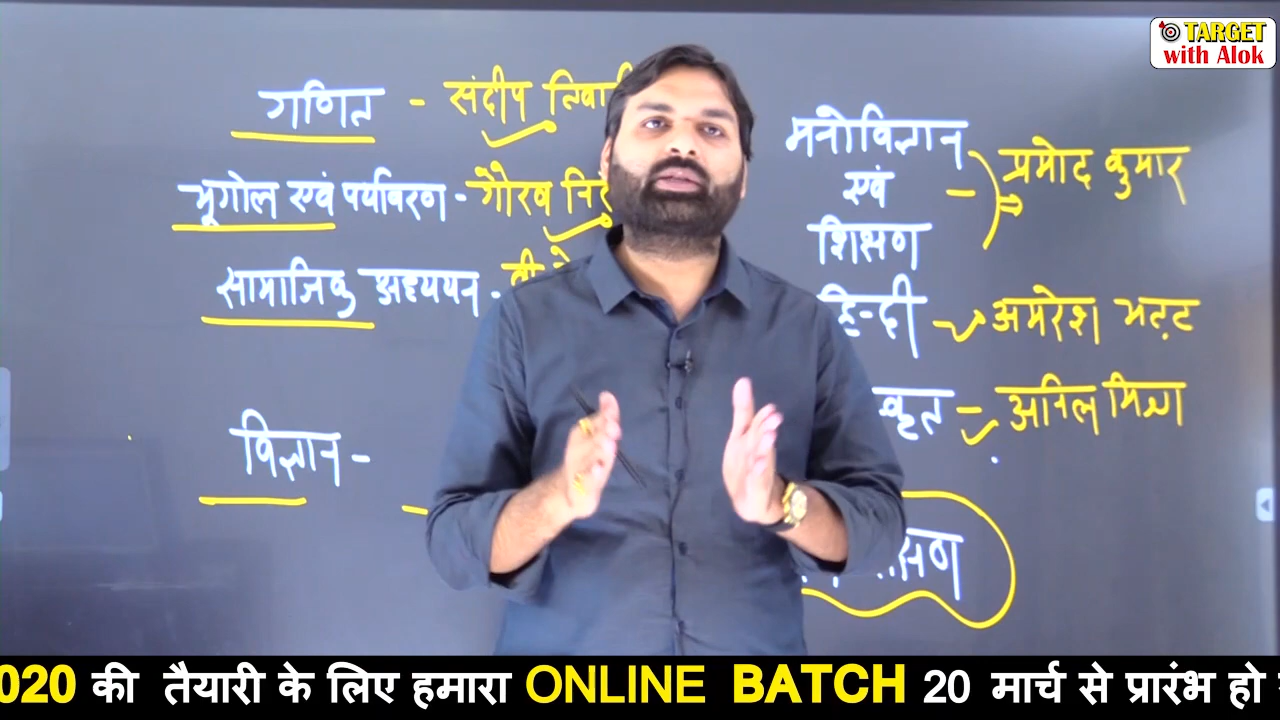 TARGET
with Alok
गणित - संदीप
भूगोल एवं पर्यावरण - गौरव
सामाजिक अध्ययन -
विज्ञान -
मनोविज्ञान
एवं - प्रमोद कुमार
शिक्षण
हिन्दी - अमरेश भट्ट
- अनिल मिश्रा
020 की तैयारी के लिए हमारा ONLINE BATCH 20 मार्च से प्रारंभ हो